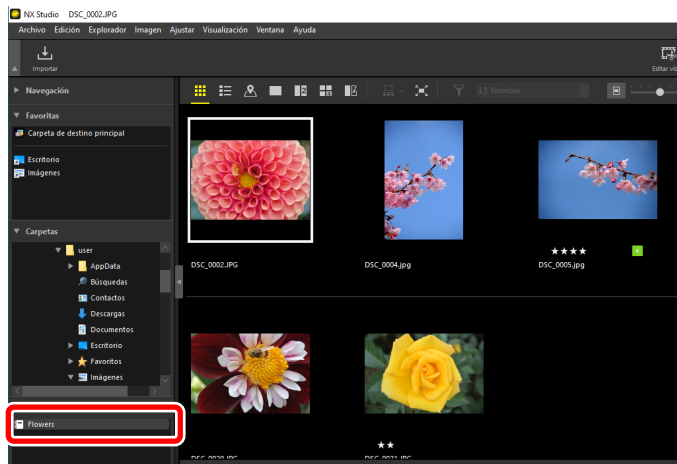 NX Studio DSC_0002.JPG
Archivo Edición Explorador Imagen Ajustar Visualización Ventana Ayuda
Importar
Editar
Navegación
Nombre
Favoritas
Carpeta de destino principal
Escritorio
Imágenes
DSC_0002.JPG DSC_0004.jpg DSC_0005.jpg
Carpetas
user
AppData
Búsquedas
Contactos
Descargas
Documentos
Escritorio
Favoritos
Imágenes
Flowers